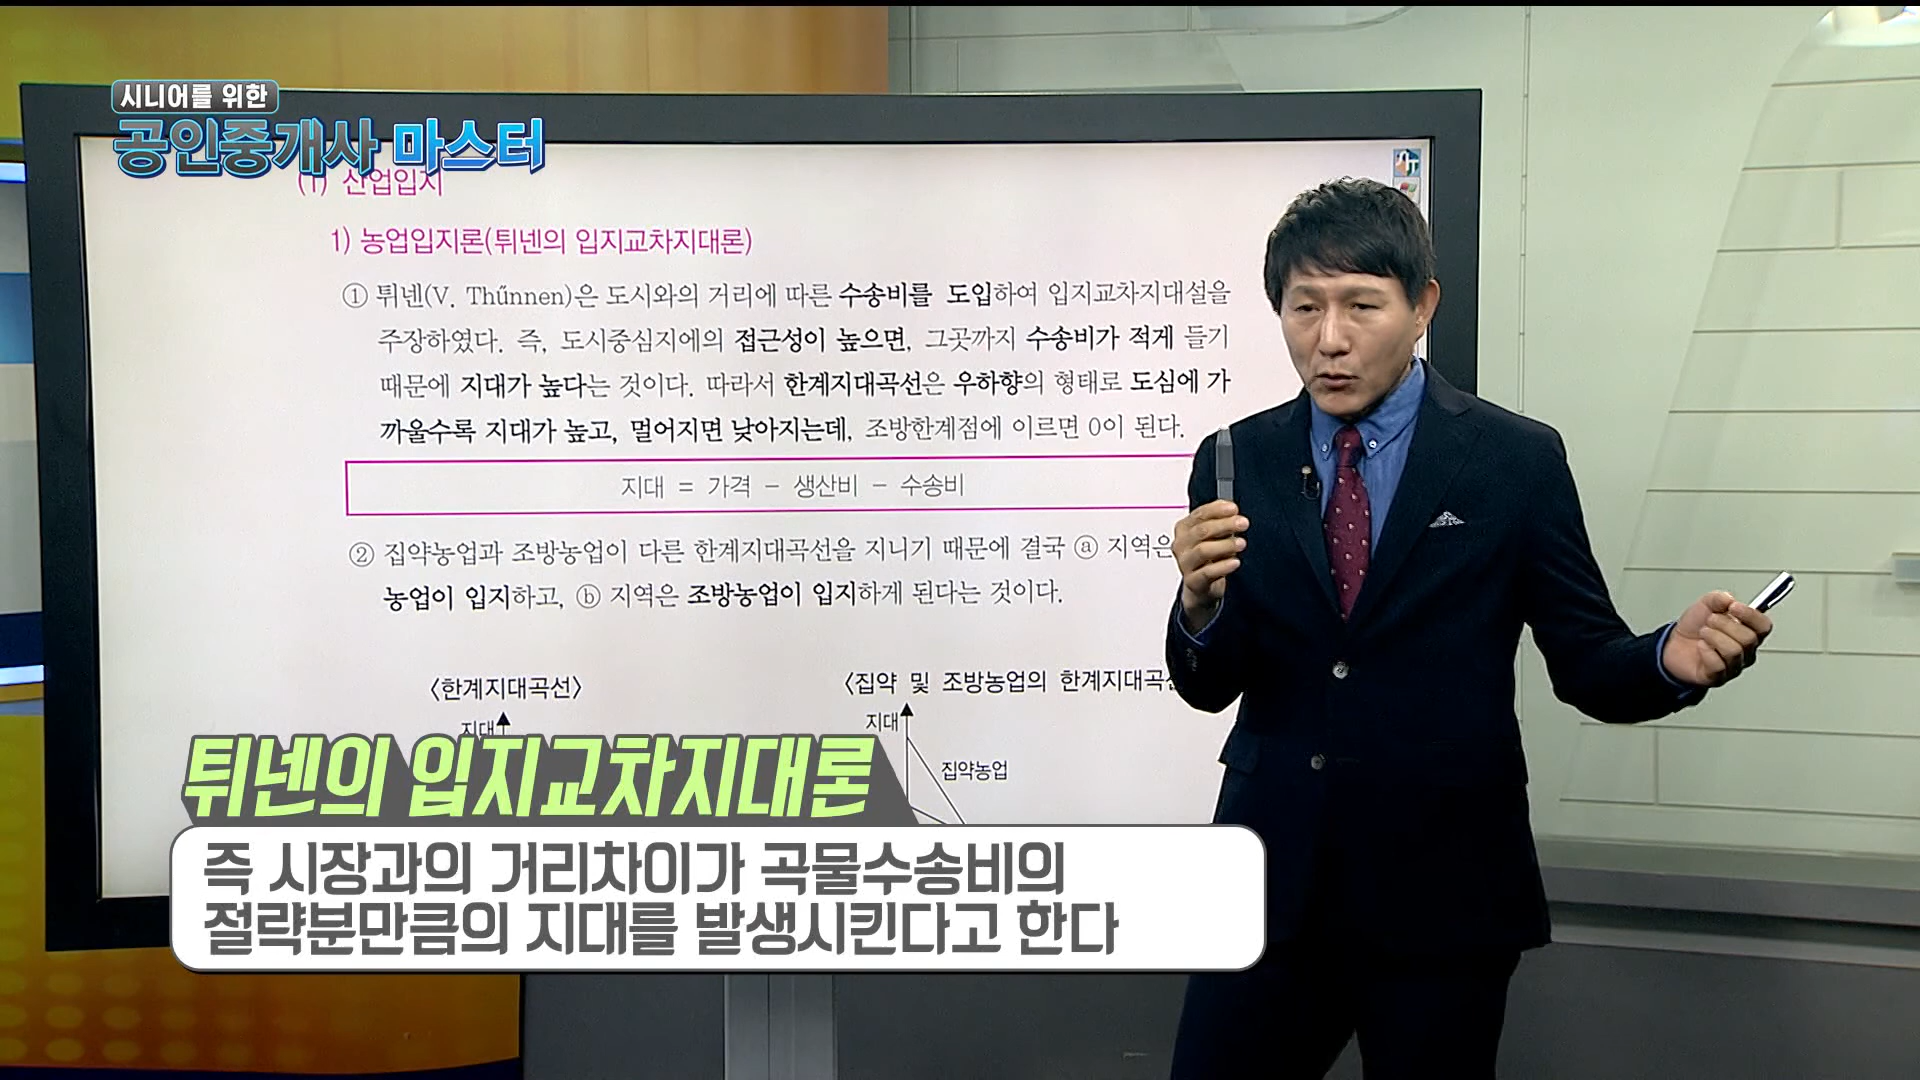 시니어를 위한
공인중개사 마스터
(1) 산업입지
1) 농업입지론(튀넨의 입지교차지대론)
① 튀넨(V. Thűnnen)은 도시와의 거리에 따른 수송비를 도입하여 입지교차지대설을
주장하였다. 즉, 도시중심지에의 접근성이 높으면, 그곳까지 수송비가 적게 들기
때문에 지대가 높다는 것이다. 따라서 한계지대곡선은 우하향의 형태로 도심에 가
까울수록 지대가 높고, 멀어지면 낮아지는데, 조방한계점에 이르면 0이 된다.
지대 = 가격 - 생산비 - 수송비
② 집약농업과 조방농업이 다른 한계지대곡선을 지니기 때문에 결국 ⓐ 지역은
농업이 입지하고, ⓑ 지역은 조방농업이 입지하게 된다는 것이다.
〈한계지대곡선〉
〈집약 및 조방농업의 한계지대곡선
지대
지대
집약농업
튀넨의 입지교차지대론
즉 시장과의 거리차이가 곡물수송비의
절략분만큼의 지대를 발생시킨다고 한다